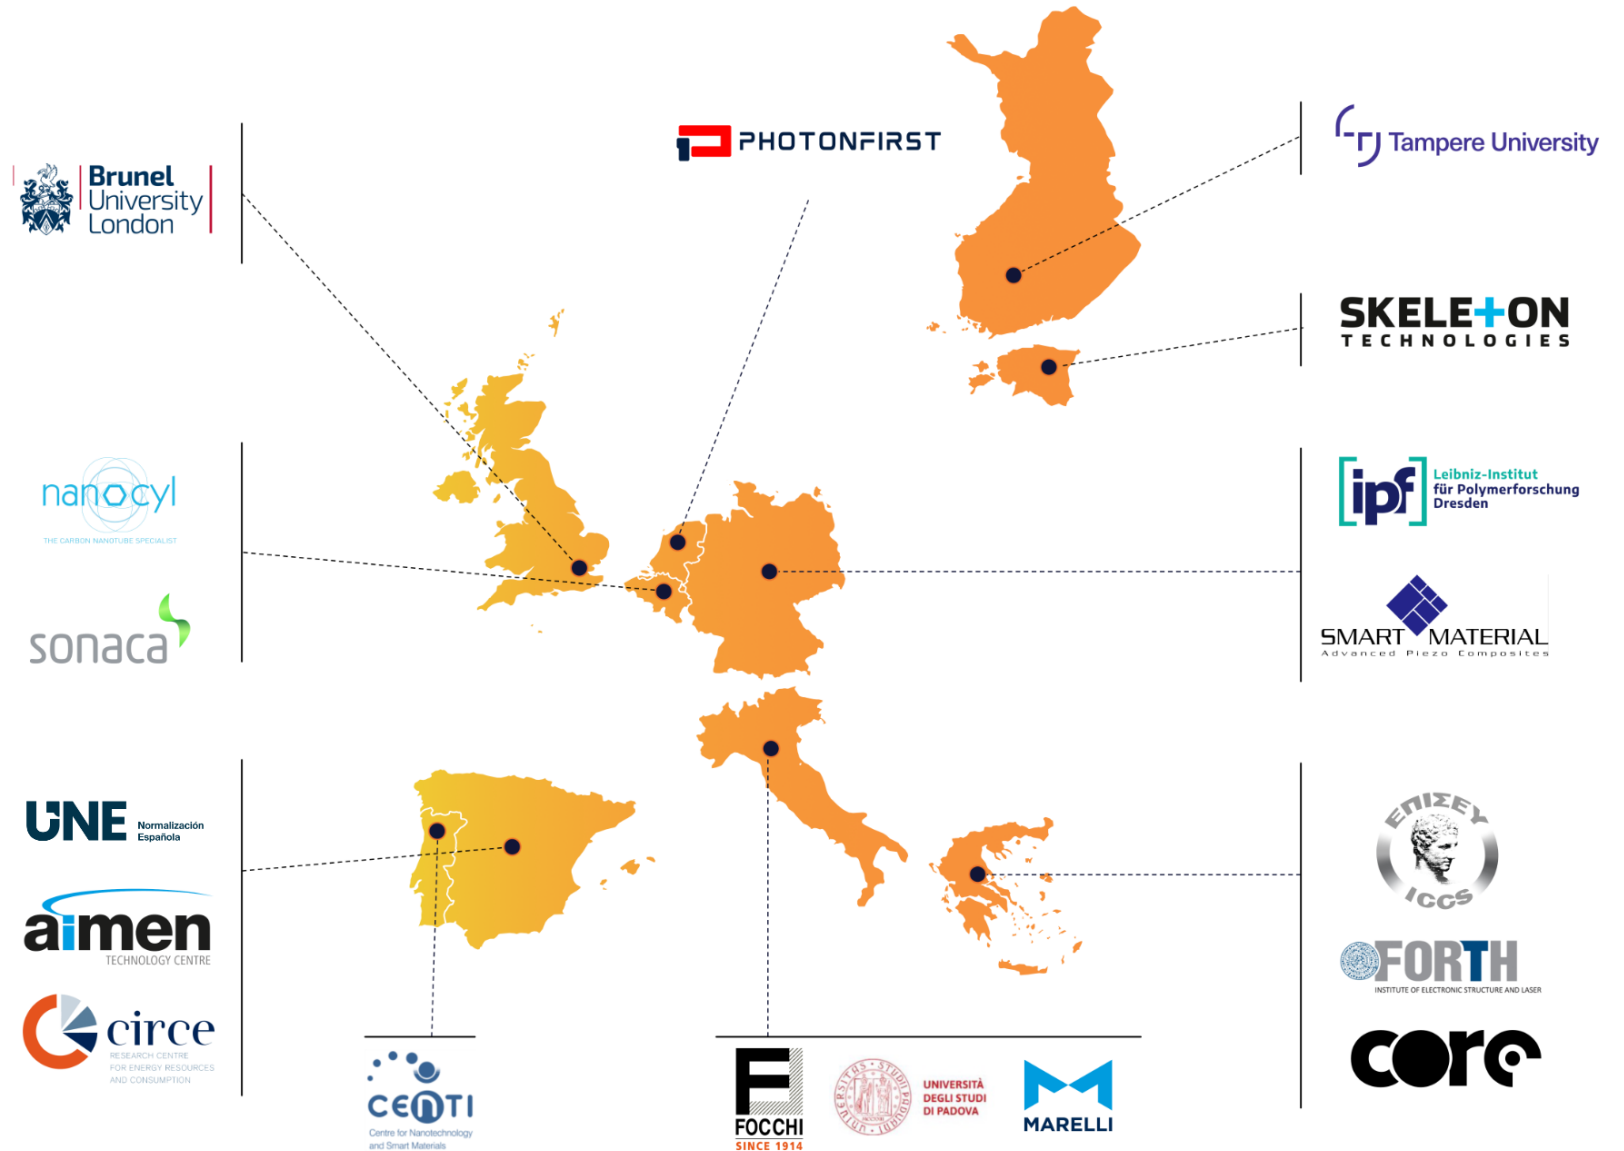 PHOTONFIRST
Tampere University
Brunel
University
London
SKELETON
TECHNOLOGIES
nanocyl
THE CARBON NANOTUBE SPECIALIST
[ipf]
Leibniz-Institut
für Polymerforschung
Dresden
sonaca
SMART MATERIAL
Advanced Piezo Composites
UNE
Normalización
Española
aimen
TECHNOLOGY CENTRE
circe
RESEARCH CENTRE
FOR ENERGY RESOURCES
AND CONSUMPTION
ΕΠΙΣΕΥ
ICCS
FORTH
INSTITUTE OF ELECTRONIC STRUCTURE AND LASER
core
CENTI
Centre for Nanotechnology
and Smart Materials
F
FOCCHI
SINCE 1914
UNIVERSITÀ
DEGLI STUDI
DI PADOVA
MARELLI